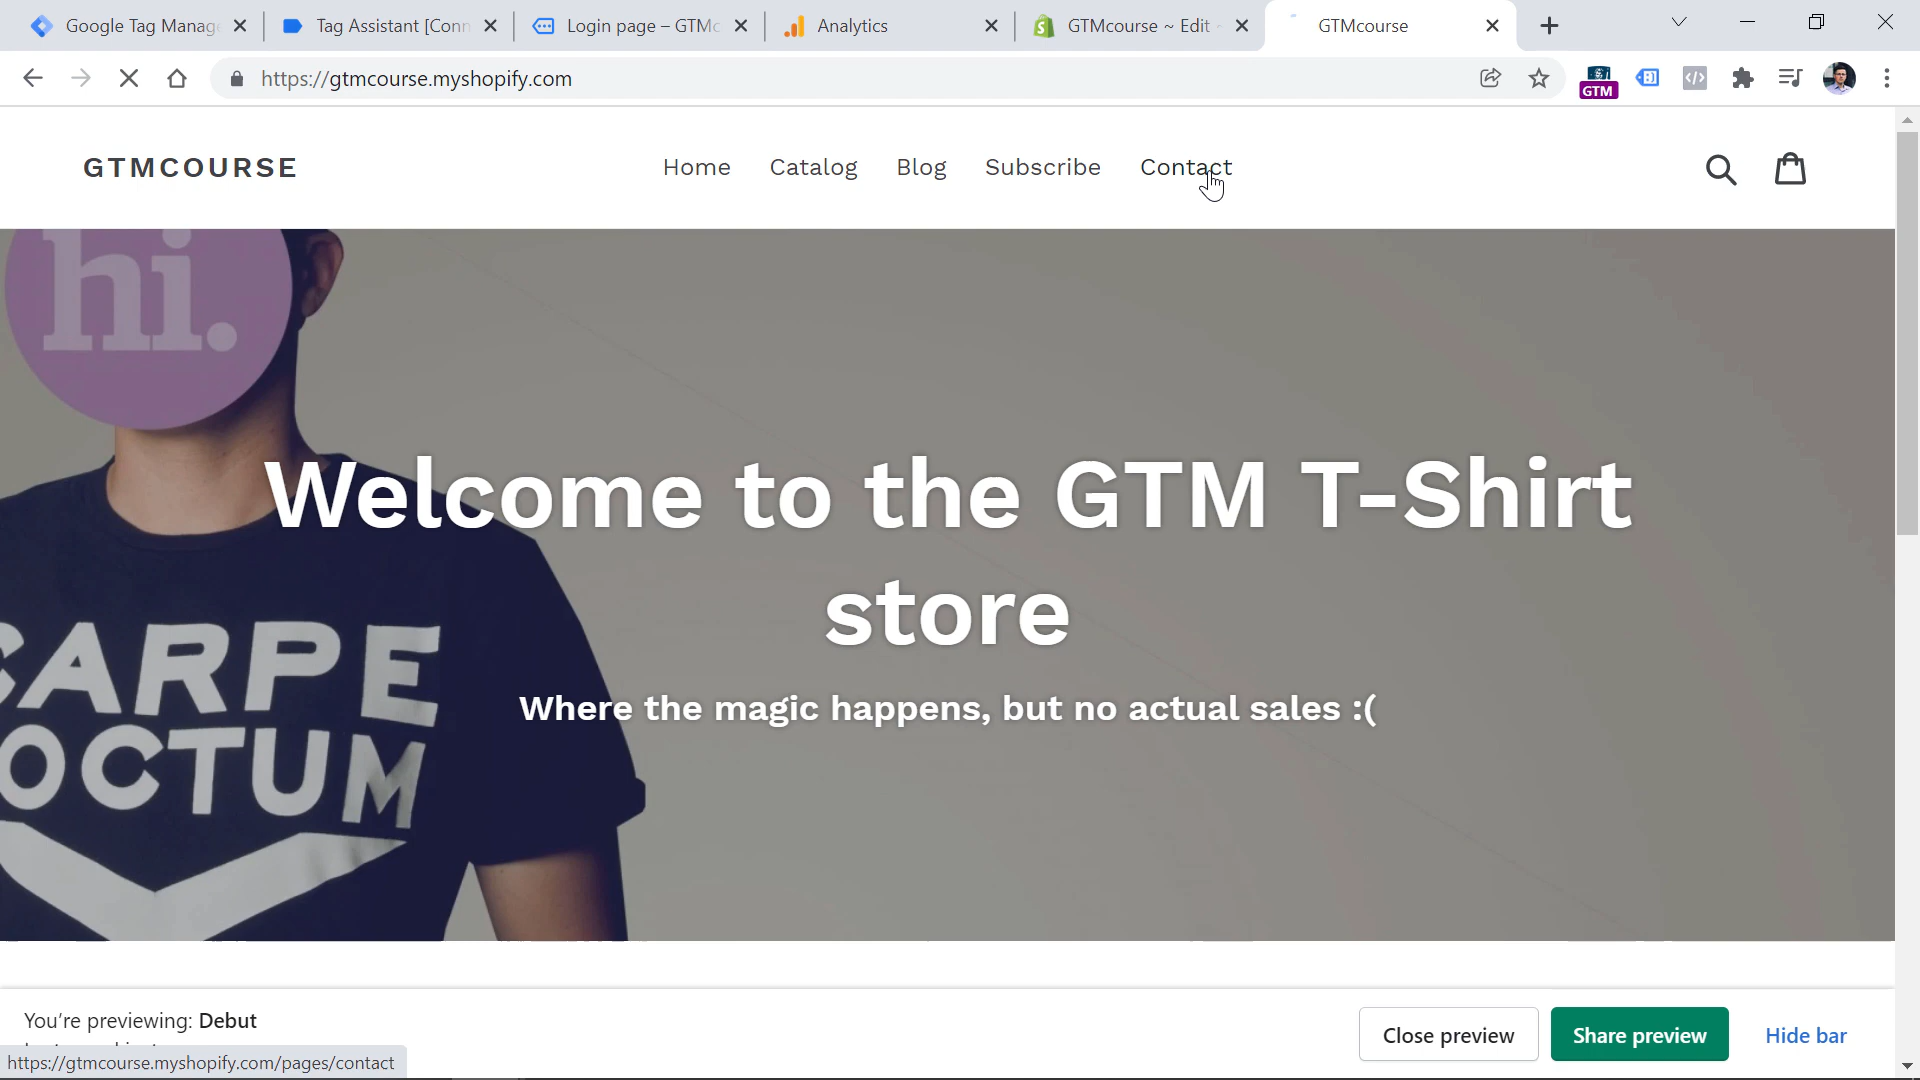 Google Tag Manage
Tag Assistant [Conn
Login page – GTMc
Analytics
GTMcourse ~ Edit ~
GTMcourse
https://gtmcourse.myshopify.com
GTM
GTMCOURSE
Home
Catalog
Blog
Subscribe
Contact
hi.
Welcome to the GTM T-Shirt
store
Where the magic happens, but no actual sales :(
CARPE
OCTUM
You're previewing: Debut
Close preview
Share preview
Hide bar
https://gtmcourse.myshopify.com/pages/contact